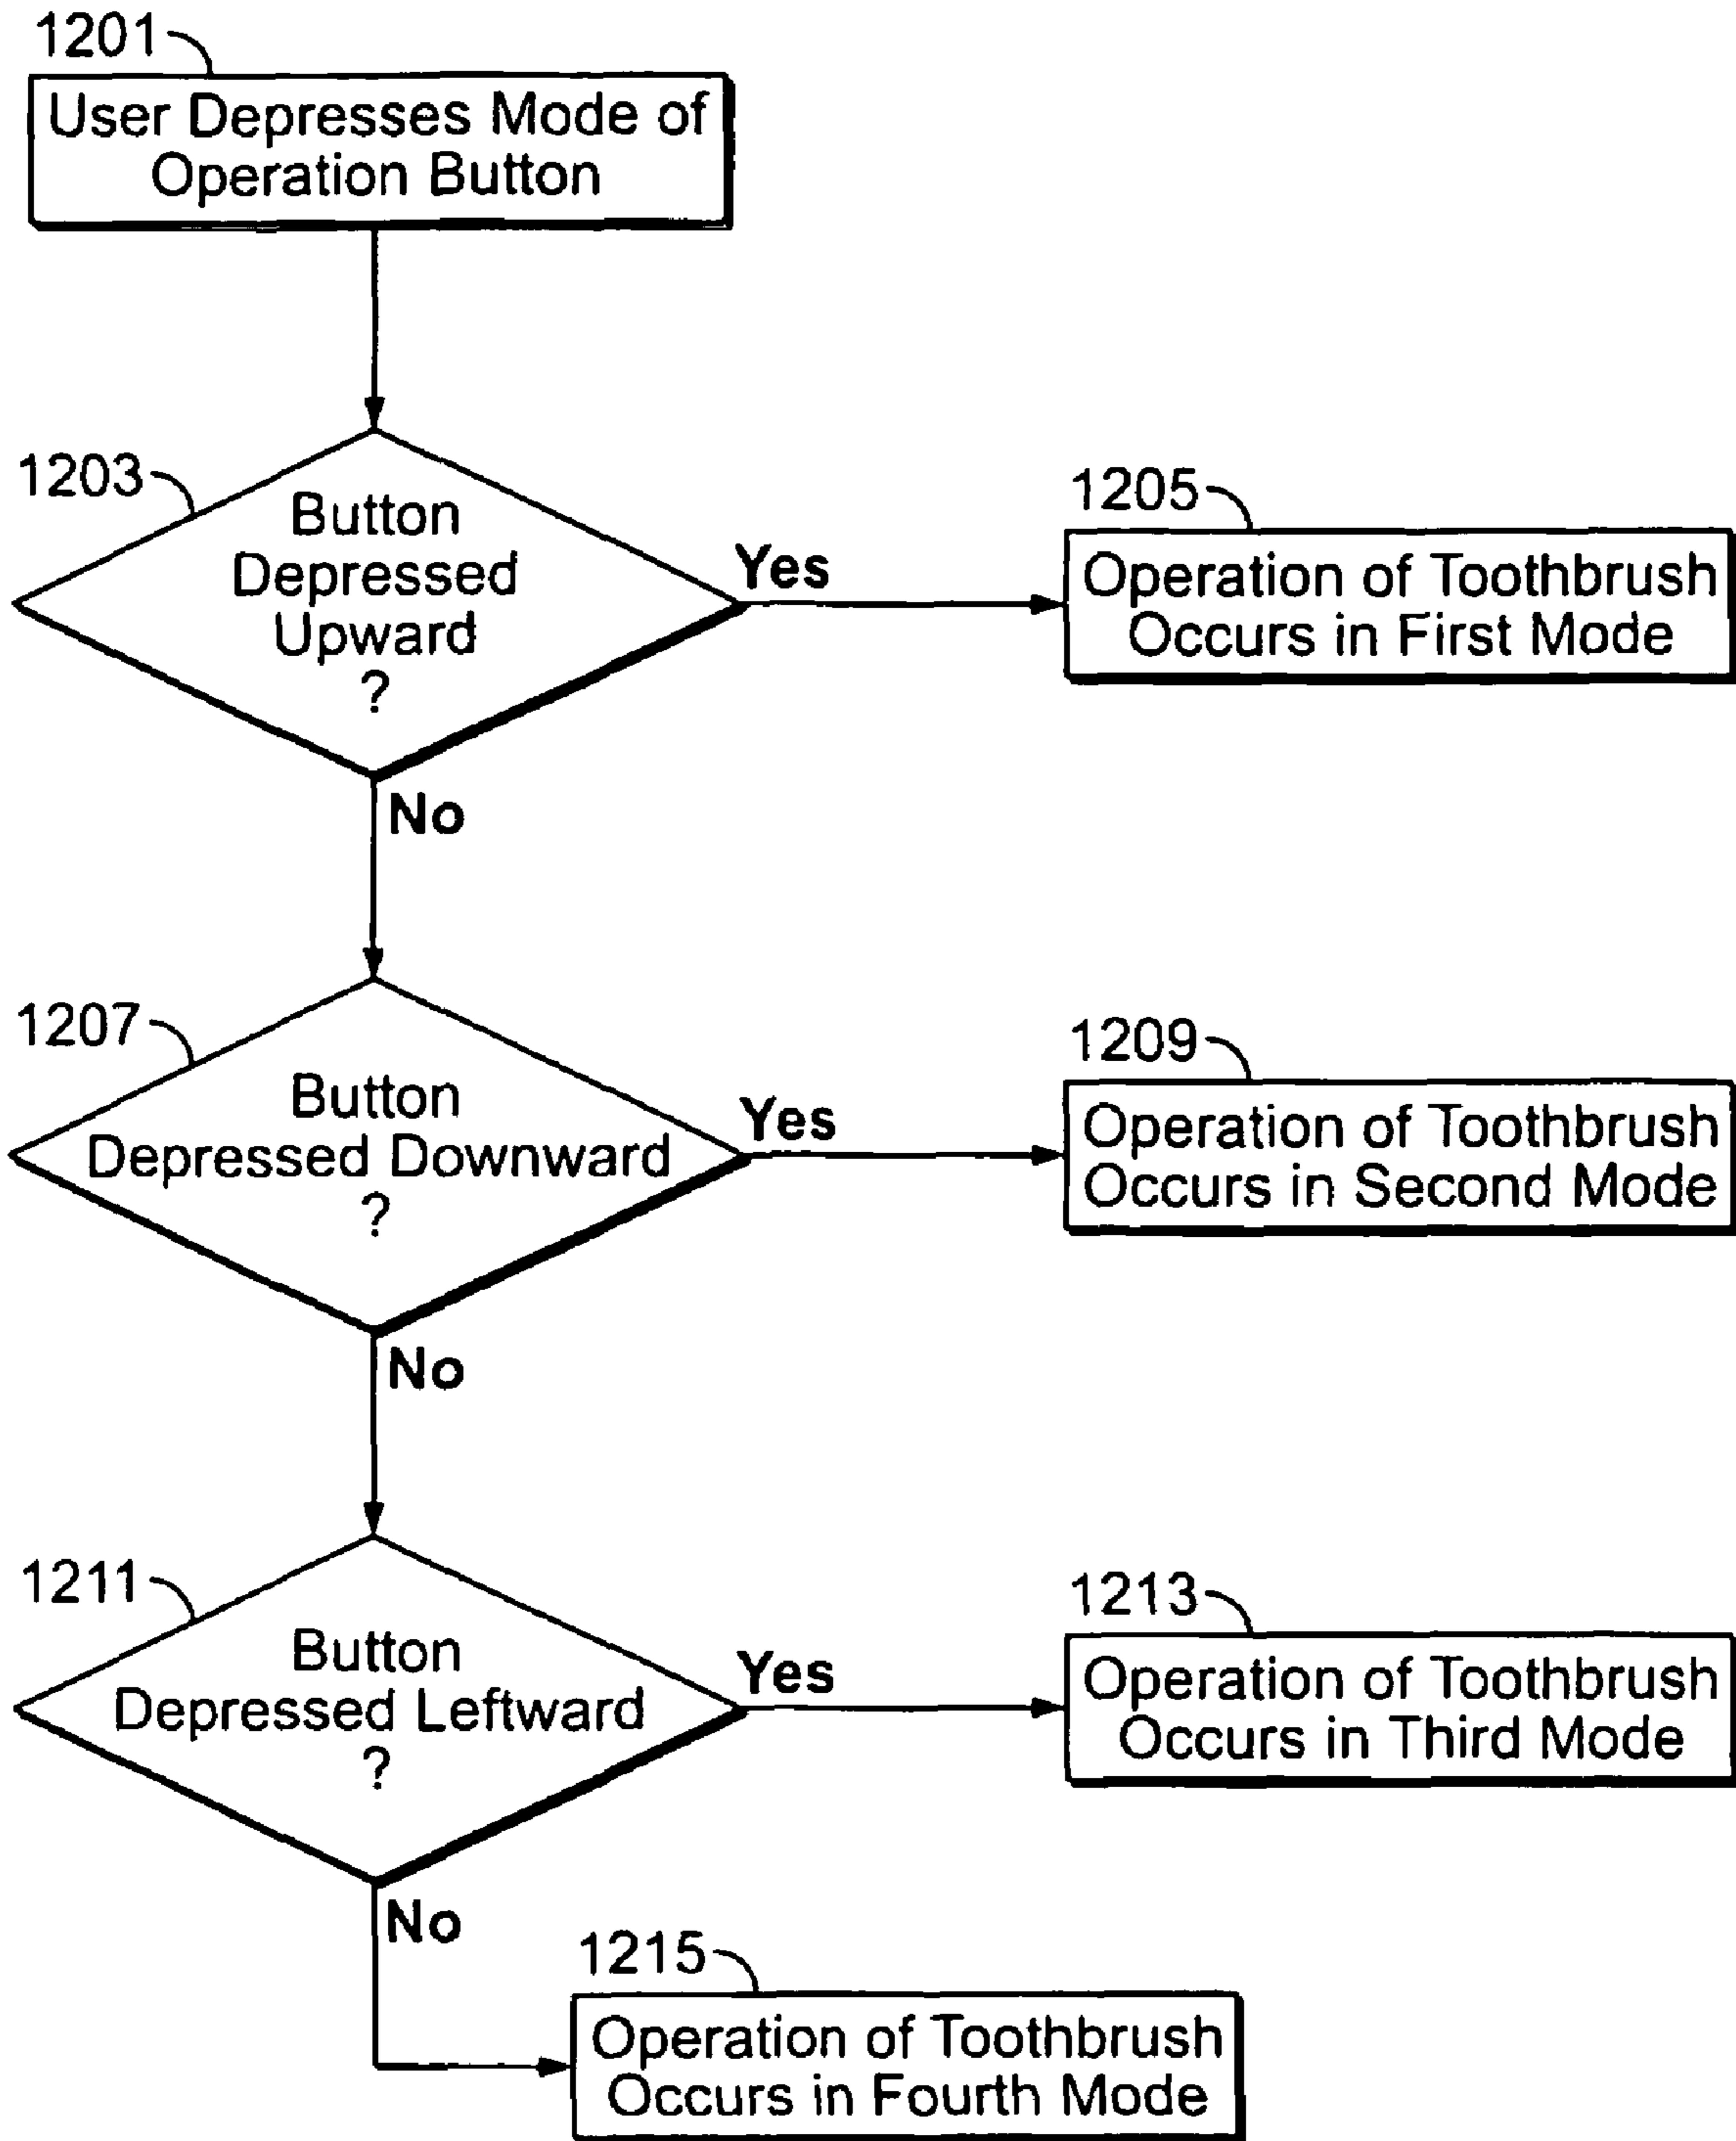 1201
User Depresses Mode of
Operation Button
1203
Button
Depressed
Upward
?
Yes
1205
Operation of Toothbrush
Occurs in First Mode
No
1207
Button
Depressed Downward
?
Yes
1209
Operation of Toothbrush
Occurs in Second Mode
No
1211
Button
Depressed Leftward
?
Yes
1213
Operation of Toothbrush
Occurs in Third Mode
No
1215
Operation of Toothbrush
Occurs in Fourth Mode